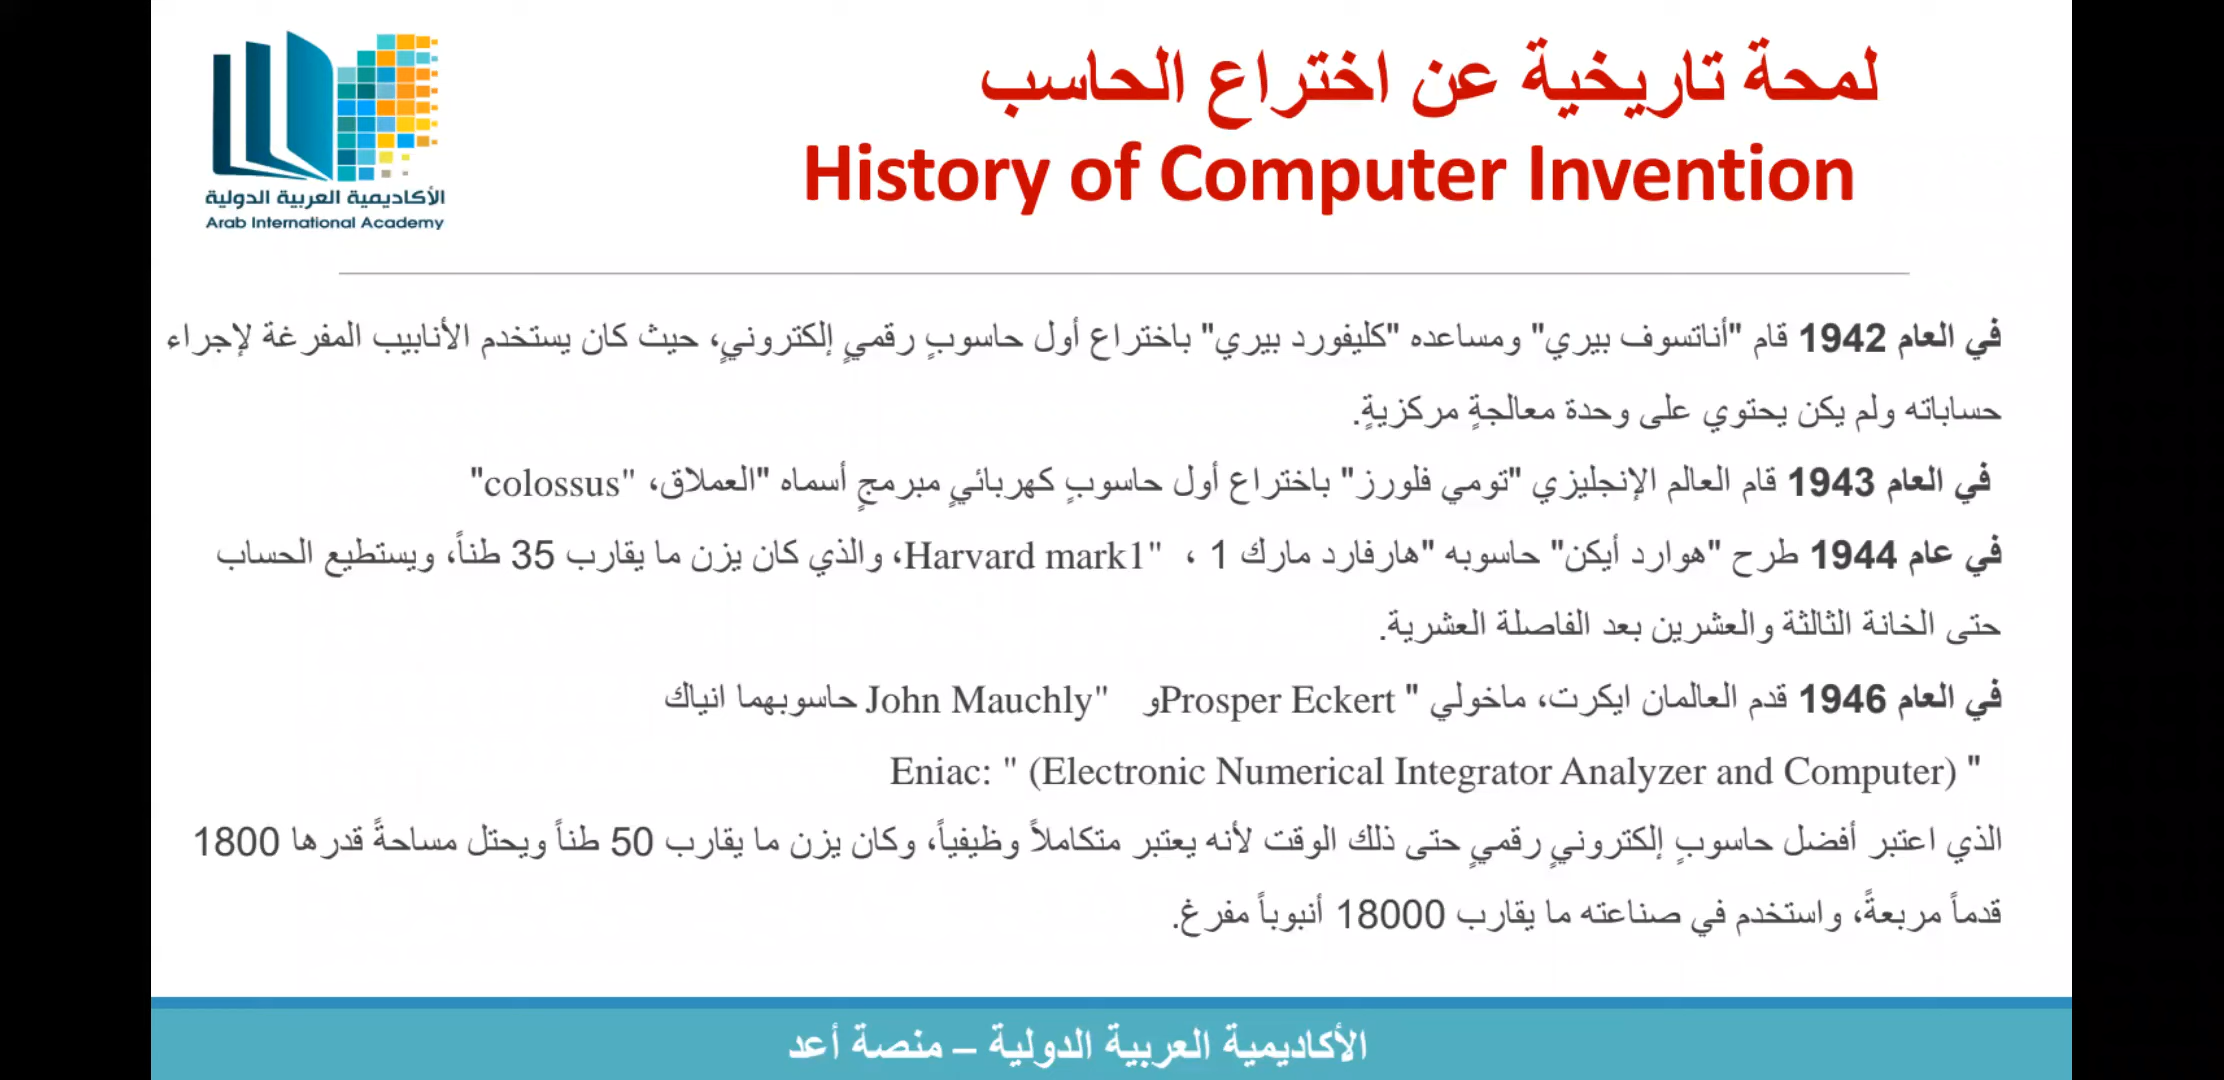 الأكاديمية العربية الدولية
Arab International Academy
لمحة تاريخية عن اختراع الحاسب
History of Computer Invention
في العام 1942 قام "أناتسوف بيري" ومساعده "كليفورد بيري" باختراع أول حاسوبٍ رقميٍ إلكترونيٍ، حيث كان يستخدم الأنابيب المفرغة لإجراء
حساباته ولم يكن يحتوي على وحدة معالجةٍ مركزيةٍ.
في العام 1943 قام العالم الإنجليزي "تومي فلورز" باختراع أول حاسوبٍ كهربائيٍ مبرمجٍ أسماه "العملاق، "colossus"
في عام 1944 طرح "هوارد أيكن" حاسوبه "هارفارد مارك 1 ، "Harvard mark1، والذي كان يزن ما يقارب 35 طناً، ويستطيع الحساب
حتى الخانة الثالثة والعشرين بعد الفاصلة العشرية.
في العام 1946 قدم العالمان ايكرت، ماخولي " Prosper Eckertو "John Mauchly حاسوبهما انياك
Eniac: " (Electronic Numerical Integrator Analyzer and Computer) "
الذي اعتبر أفضل حاسوبٍ إلكترونيٍ رقميٍ حتى ذلك الوقت لأنه يعتبر متكاملاً وظيفياً، وكان يزن ما يقارب 50 طناً ويحتل مساحةً قدرها 1800
قدماً مربعةً، واستخدم في صناعته ما يقارب 18000 أنبوباً مفرغ.
الأكاديمية العربية الدولية – منصة أعد